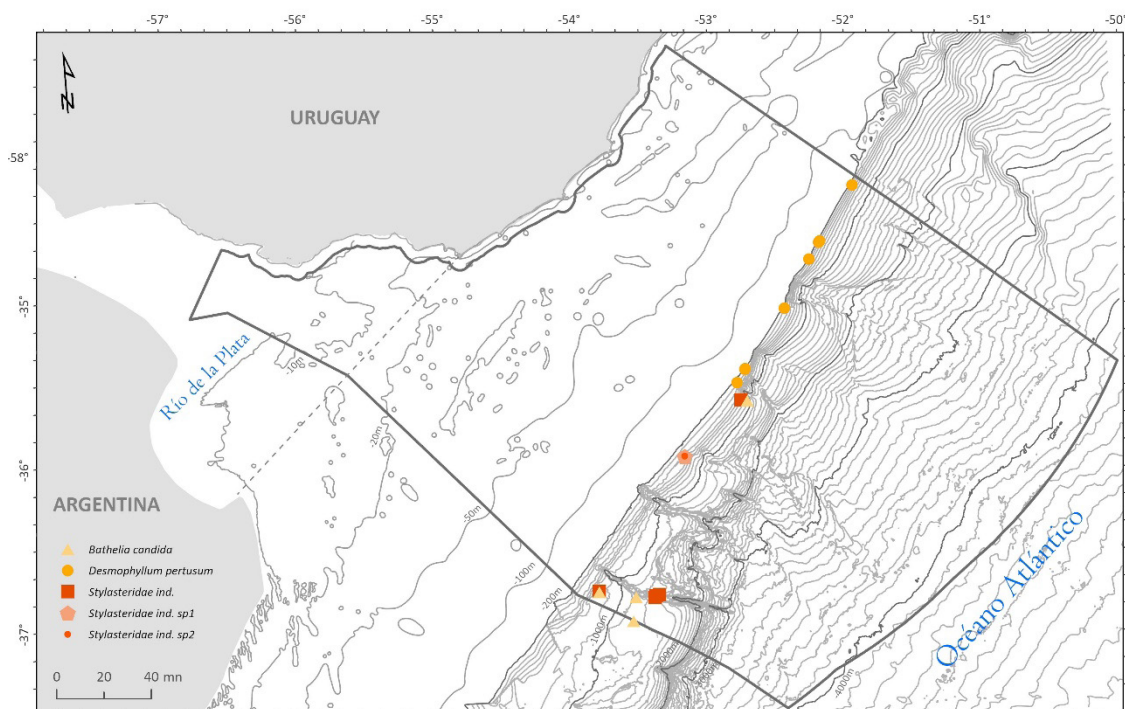 -57° -56° -55° -54° -53° -52° -51° -50°
N
URUGUAY
-58°
-35°
Río de la Plata
-10m
-20m
-36°
ARGENTINA
-50m
Bathelia candida
Desmophyllum pertusum
-100m
Stylasteridae ind.
-200m
Stylasteridae ind. sp1
Stylasteridae ind. sp2
-37°
-1000m
-4000m
Océano Atlántico
0 20 40 mn